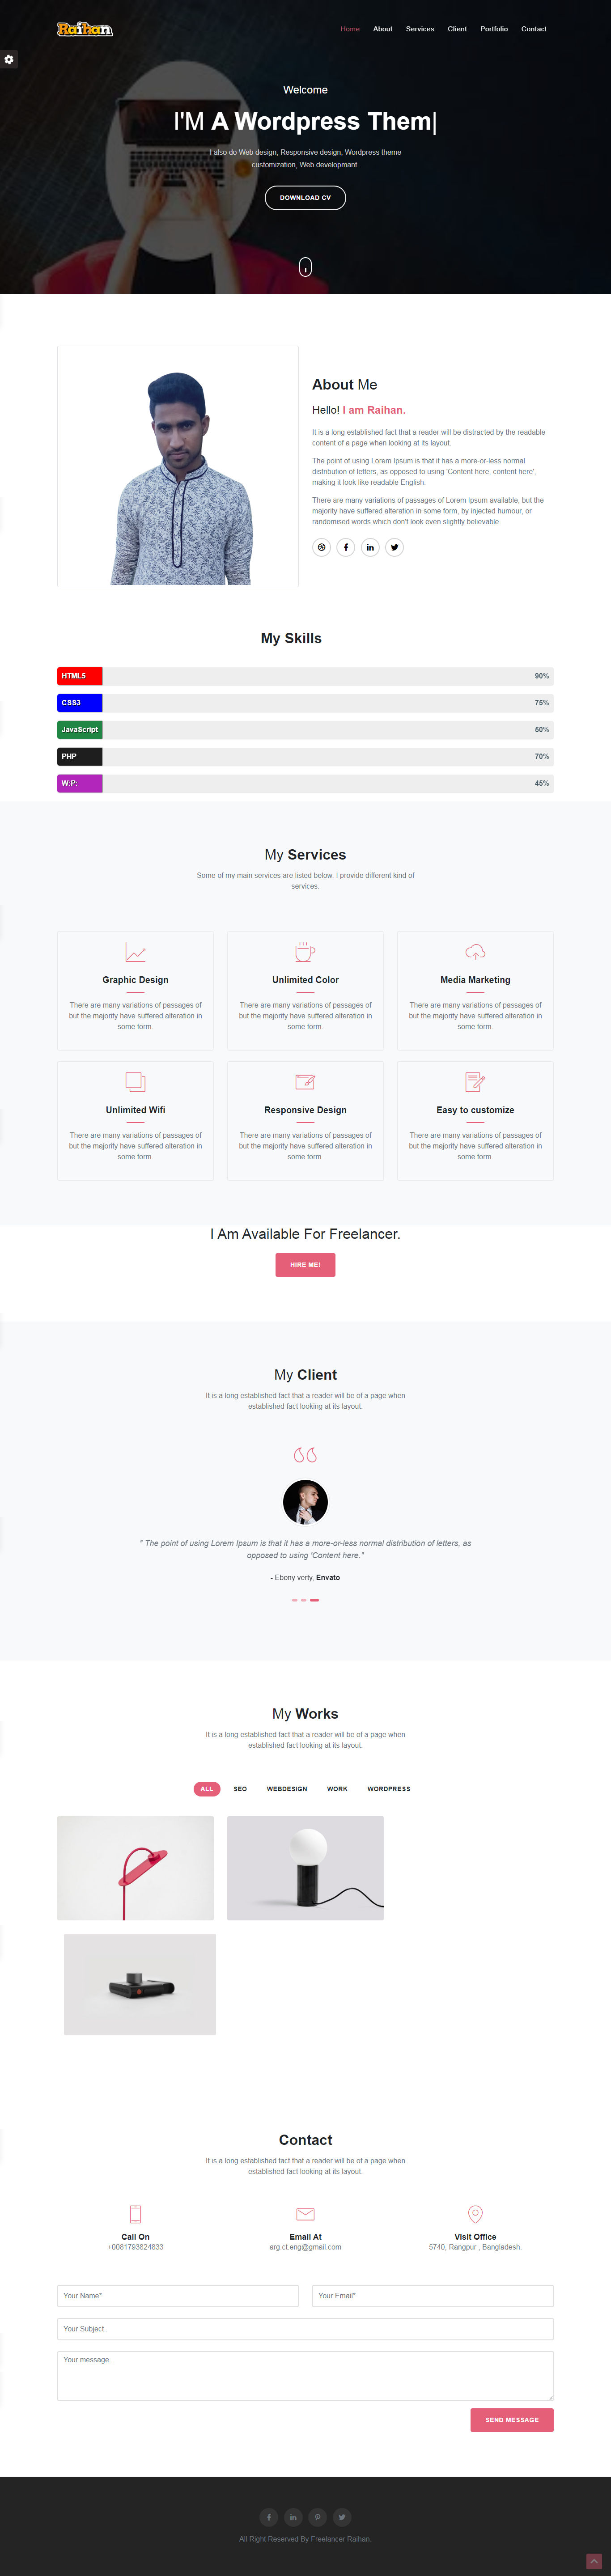 Raihan
Home About Services Client Portfolio Contact
Welcome
I'M A Wordpress Them|
I also do Web design, Responsive design, Wordpress theme
customization, Web developmant.
DOWNLOAD CV
About Me
Hello! I am Raihan.
It is a long established fact that a reader will be distracted by the readable
content of a page when looking at its layout.
The point of using Lorem Ipsum is that it has a more-or-less normal
distribution of letters, as opposed to using 'Content here, content here',
making it look like readable English.
There are many variations of passages of Lorem Ipsum available, but the
majority have suffered alteration in some form, by injected humour, or
randomised words which don't look even slightly believable.
My Skills
HTML5 90%
CSS3 75%
JavaScript 50%
PHP 70%
W:P: 45%
My Services
Some of my main services are listed below. I provide different kind of
services.
Graphic Design
There are many variations of passages of
but the majority have suffered alteration in
some form.
Unlimited Color
There are many variations of passages of
but the majority have suffered alteration in
some form.
Media Marketing
There are many variations of passages of
but the majority have suffered alteration in
some form.
Unlimited Wifi
There are many variations of passages of
but the majority have suffered alteration in
some form.
Responsive Design
There are many variations of passages of
but the majority have suffered alteration in
some form.
Easy to customize
There are many variations of passages of
but the majority have suffered alteration in
some form.
I Am Available For Freelancer.
HIRE ME!
My Client
It is a long established fact that a reader will be of a page when
established fact looking at its layout.
" The point of using Lorem Ipsum is that it has a more-or-less normal distribution of letters, as
opposed to using 'Content here."
- Ebony verty, Envato
My Works
It is a long established fact that a reader will be of a page when
established fact looking at its layout.
ALL SEO WEBDESIGN WORK WORDPRESS
Contact
It is a long established fact that a reader will be of a page when
established fact looking at its layout.
Call On
+0081793824833
Email At
arg.ct.eng@gmail.com
Visit Office
5740, Rangpur , Bangladesh.
Your Name*
Your Email*
Your Subject..
Your message...
SEND MESSAGE
All Right Reserved By Freelancer Raihan.